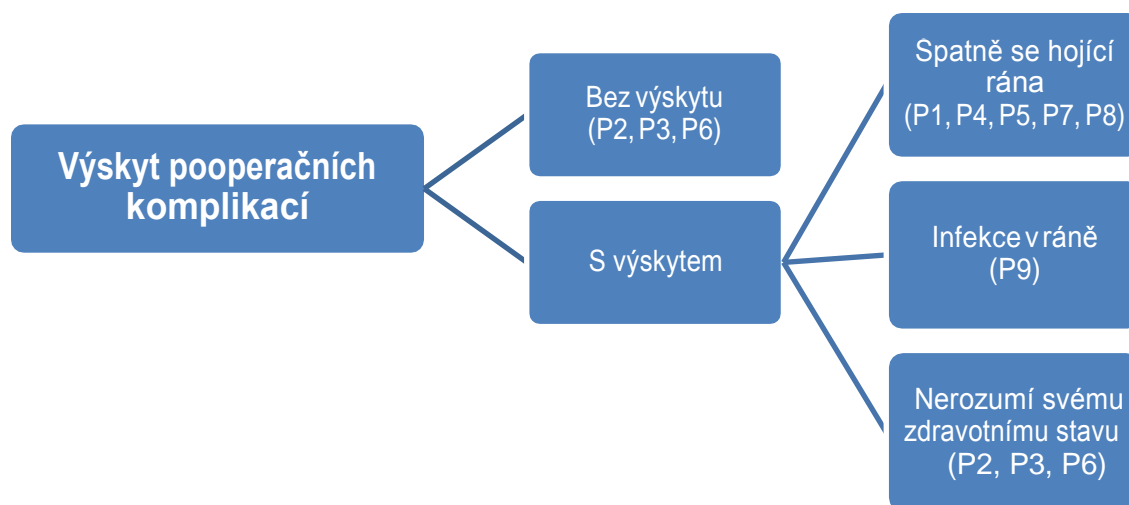 Výskyt pooperačních
komplikací
Bez výskytu
(P2, P3, P6)
S výskytem
Špatně se hojící
rána
(P1, P4, P5, P7, P8)
Infekce v ráně
(P9)
Nerozumí svému
zdravotnímu stavu
(P2, P3, P6)